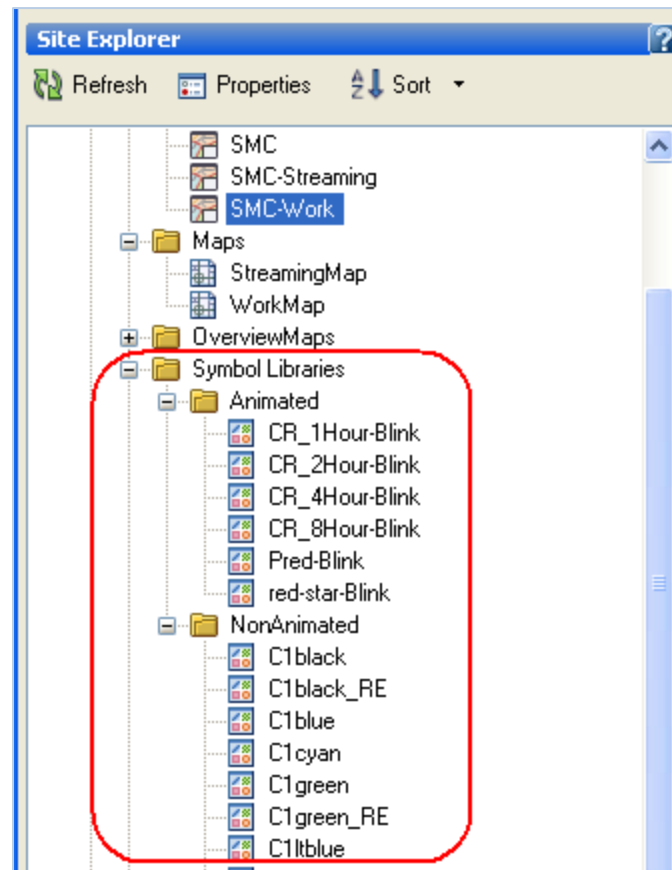 Site Explorer ?
Refresh Properties A Z Sort
SMC
SMC-Streaming
SMC-Work
Maps
StreamingMap
WorkMap
OverviewMaps
Symbol Libraries
Animated
CR_1Hour-Blink
CR_2Hour-Blink
CR_4Hour-Blink
CR_8Hour-Blink
Pred-Blink
red-star-Blink
NonAnimated
C1black
C1black_RE
C1blue
C1cyan
C1green
C1green_RE
C1ltblue